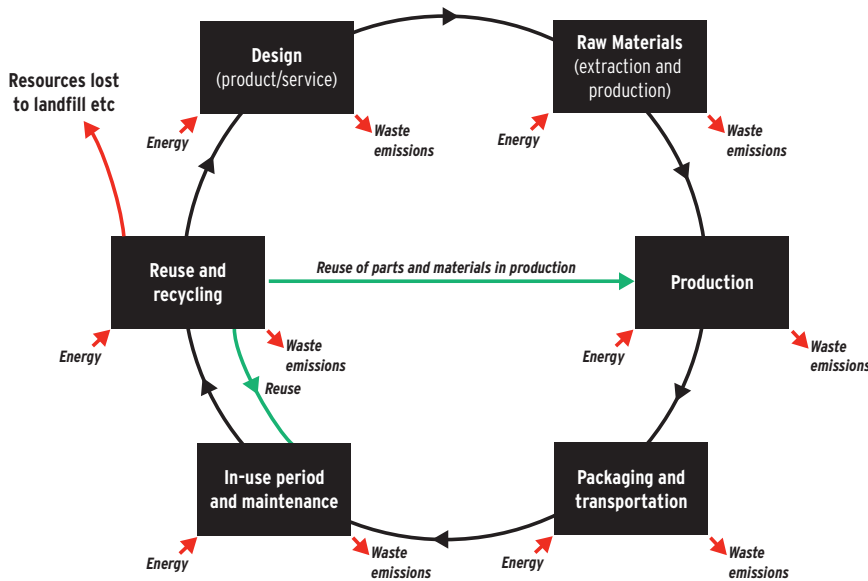 Design
(product/service)
Raw Materials
(extraction and
production)
Resources lost
to landfill etc
Energy
Waste
emissions
Energy
Waste
emissions
Reuse and
recycling
Reuse of parts and materials in production
Production
Energy
Waste
emissions
Reuse
Energy
Waste
emissions
In-use period
and maintenance
Packaging and
transportation
Energy
Waste
emissions
Energy
Waste
emissions